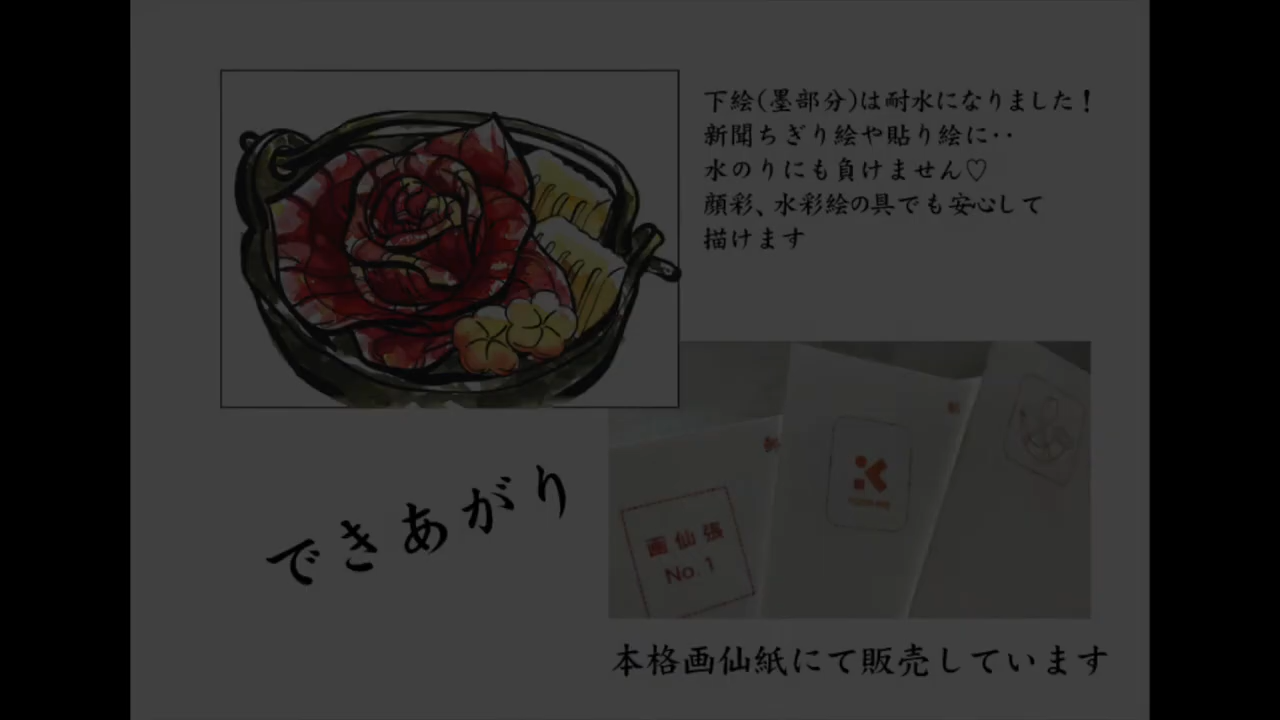 下絵(墨部分)は耐水になりました!
新聞ちぎり絵や貼り絵に‥
水のりにも負けません♡
顔彩、水彩絵の具でも安心して
描けます
画仙張
No.1
できあがり
本格画仙紙にて販売しています